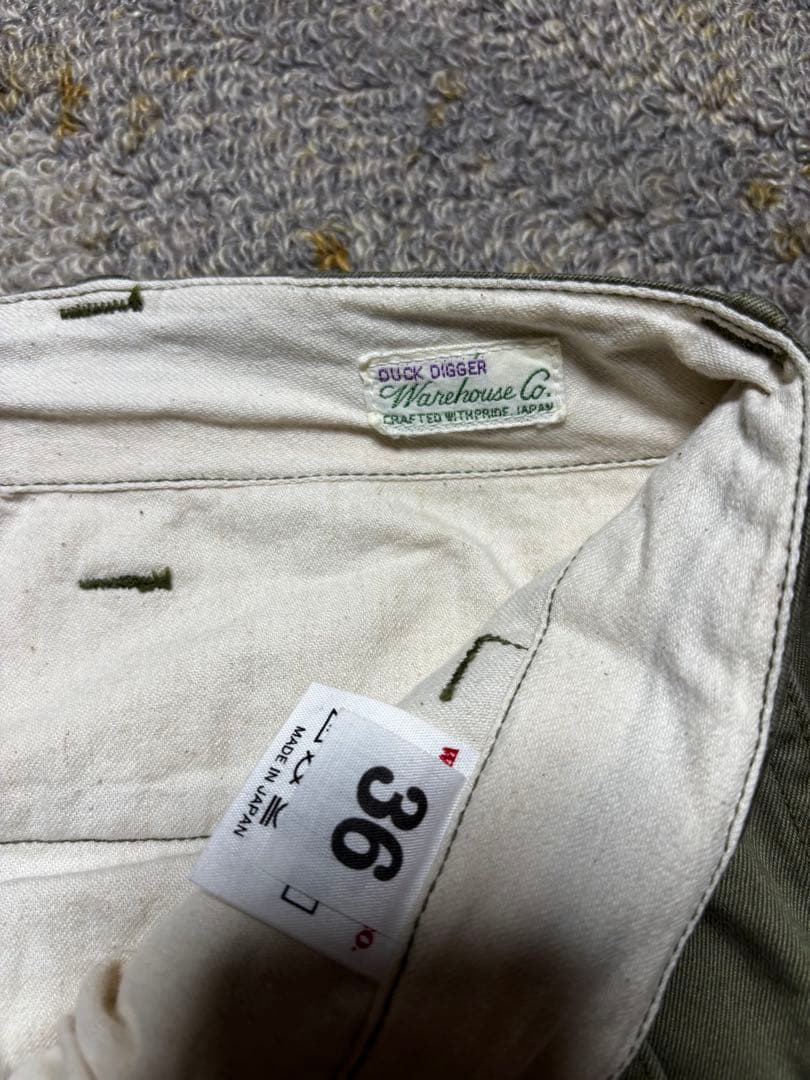 DUCK DIGGER
Warehouse Co.
CRAFTED WITH PRIDE. JAPAN
36
MADE IN JAPAN
W
O.